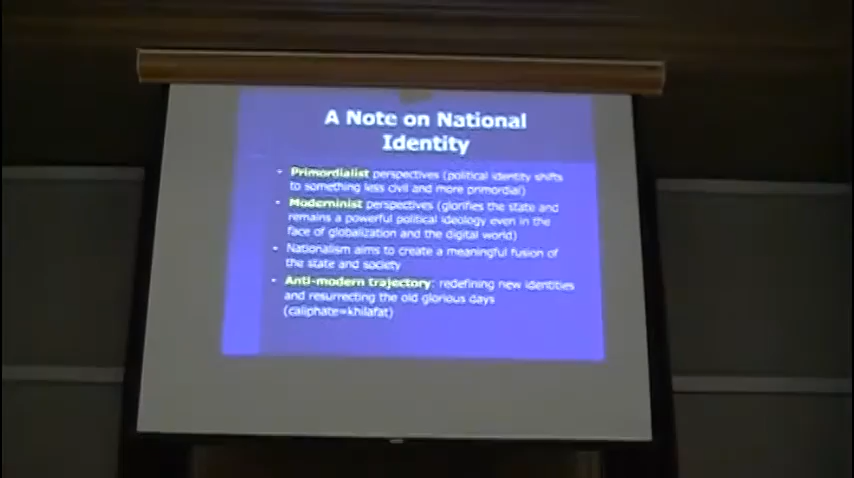 A Note on National
Identity
• Primordialist perspectives (political identity shifts
to something less civil and more primordial)
• Modernist perspectives (glorifies the state and
remains a powerful political ideology even in the
face of globalization and the digital world)
• Nationalism aims to create a meaningful fusion of
the state and society
• Anti-modern trajectory: redefining new identities
and resurrecting the old glorious days
(caliphate=khilafat)